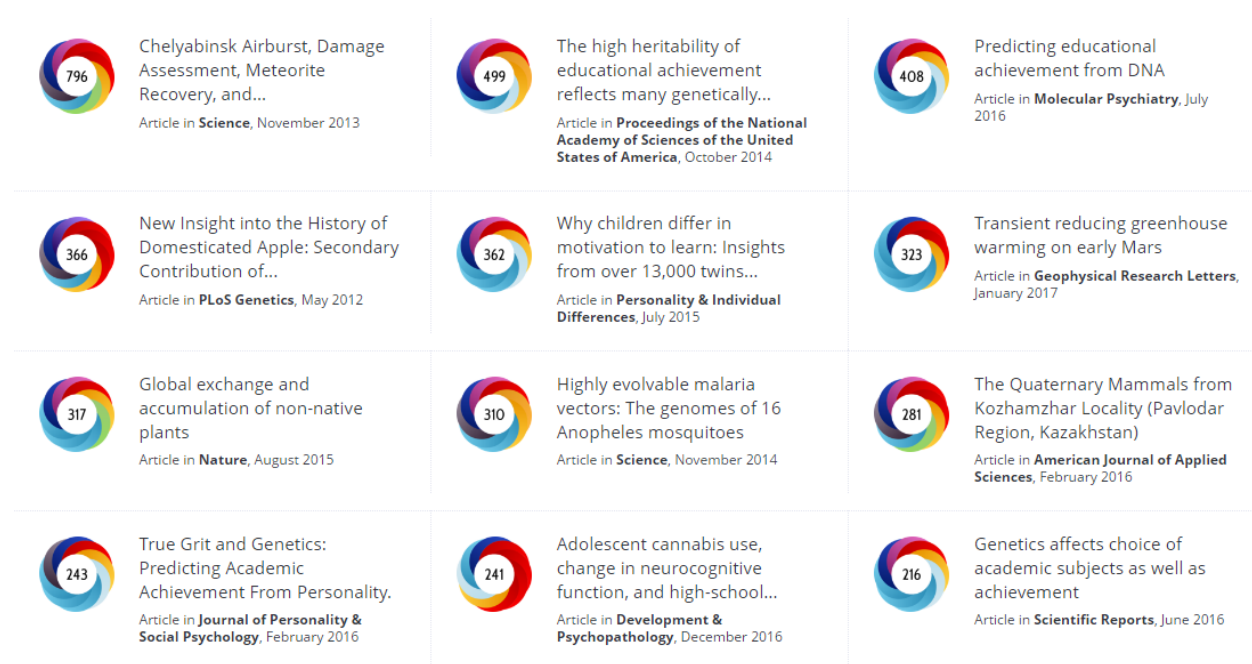 796
Chelyabinsk Airburst, Damage
Assessment, Meteorite
Recovery, and...
Article in Science, November 2013
499
The high heritability of
educational achievement
reflects many genetically...
Article in Proceedings of the National
Academy of Sciences of the United
States of America, October 2014
408
Predicting educational
achievement from DNA
Article in Molecular Psychiatry, July
2016
366
New Insight into the History of
Domesticated Apple: Secondary
Contribution of...
Article in PLoS Genetics, May 2012
362
Why children differ in
motivation to learn: Insights
from over 13,000 twins...
Article in Personality & Individual
Differences, July 2015
323
Transient reducing greenhouse
warming on early Mars
Article in Geophysical Research Letters,
January 2017
317
Global exchange and
accumulation of non-native
plants
Article in Nature, August 2015
310
Highly evolvable malaria
vectors: The genomes of 16
Anopheles mosquitoes
Article in Science, November 2014
281
The Quaternary Mammals from
Kozhamzhar Locality (Pavlodar
Region, Kazakhstan)
Article in American Journal of Applied
Sciences, February 2016
243
True Grit and Genetics:
Predicting Academic
Achievement From Personality.
Article in Journal of Personality &
Social Psychology, February 2016
241
Adolescent cannabis use,
change in neurocognitive
function, and high-school...
Article in Development &
Psychopathology, December 2016
216
Genetics affects choice of
academic subjects as well as
achievement
Article in Scientific Reports, June 2016